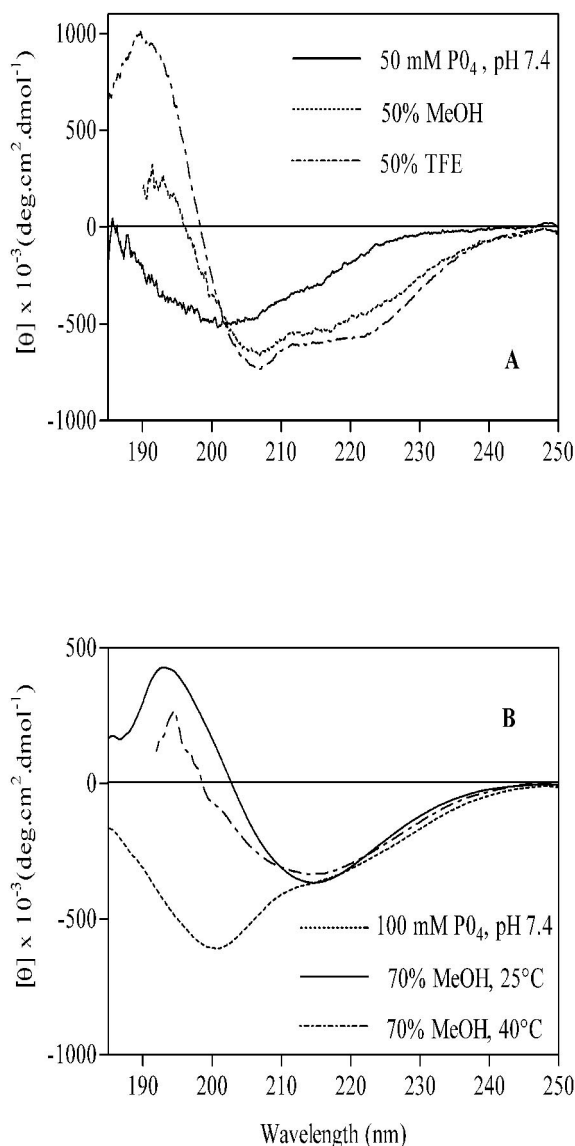 1000
500
0
-500
-1000
[θ] x 10⁻³ (deg.cm².dmol⁻¹)
50 mM P0₄ , pH 7.4
50% MeOH
50% TFE
A
190 200 210 220 230 240 250
500
0
-500
-1000
[θ] x 10⁻³ (deg.cm².dmol⁻¹)
B
100 mM P0₄, pH 7.4
70% MeOH, 25°C
70% MeOH, 40°C
190 200 210 220 230 240 250
Wavelength (nm)